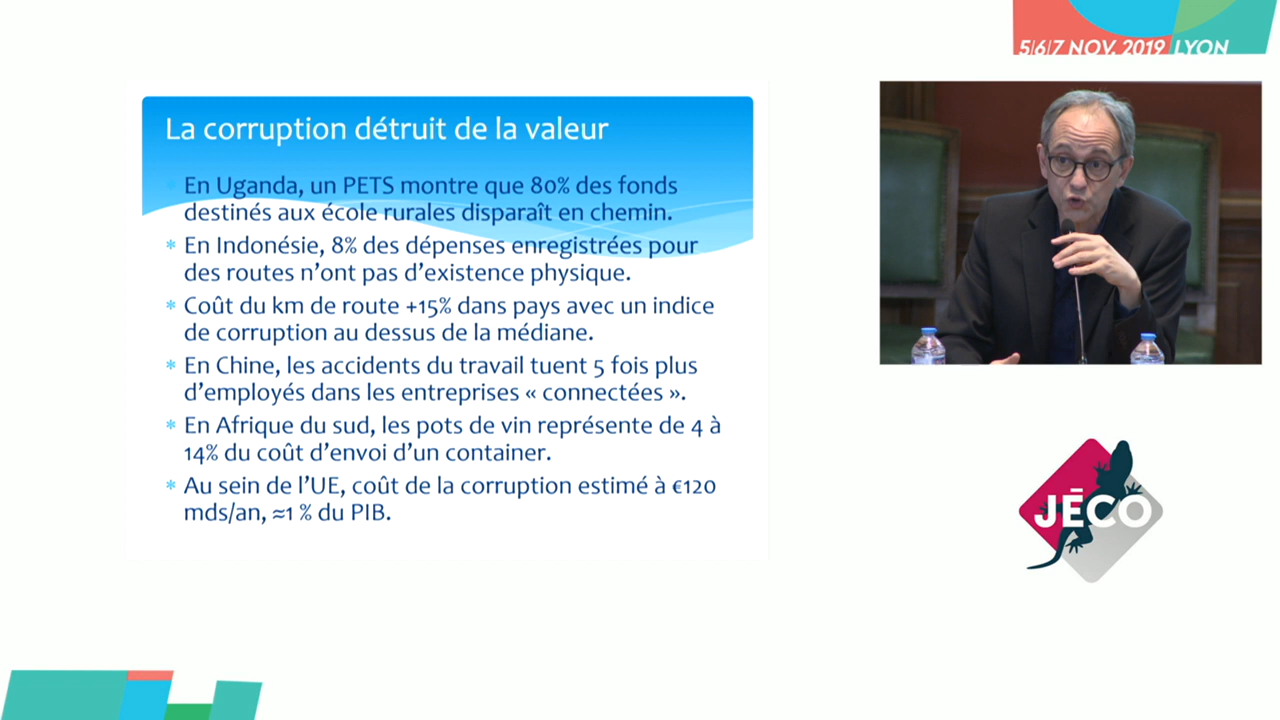 5/6/7 NOV. 2019 LYON
La corruption détruit de la valeur
En Uganda, un PETS montre que 80% des fonds
destinés aux école rurales disparaît en chemin.
* En Indonésie, 8% des dépenses enregistrées pour
des routes n'ont pas d'existence physique.
* Coût du km de route +15% dans pays avec un indice
de corruption au dessus de la médiane.
* En Chine, les accidents du travail tuent 5 fois plus
d'employés dans les entreprises « connectées ».
* En Afrique du sud, les pots de vin représente de 4 à
14% du coût d'envoi d'un container.
* Au sein de l'UE, coût de la corruption estimé à €120
mds/an, ≈1 % du PIB.
JĒCO